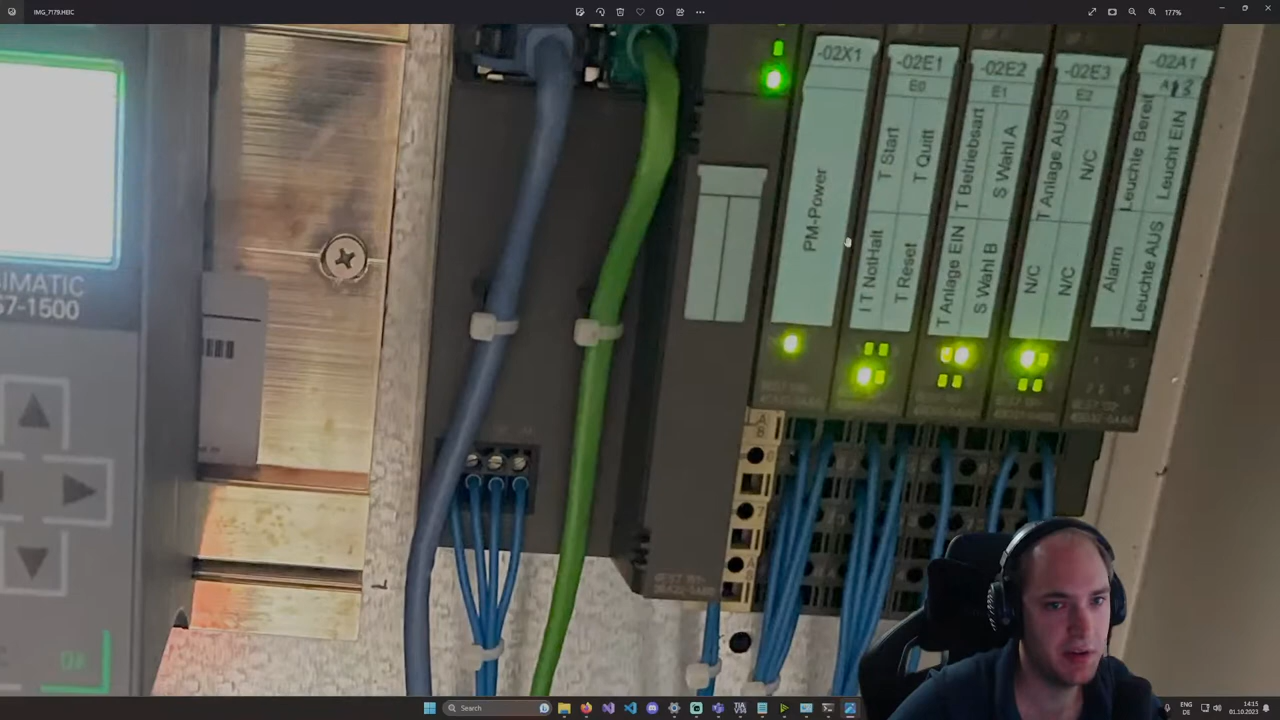 IMG_7179.HEIC
177%
SIMATIC
S7-1500
-02X1
PM-Power
-02E1
E0
T Start
T Quitt
I T NotHalt
T Reset
-02E2
E1
T Betriebsart
S Wahl A
T Anlage EIN
S Wahl B
-02E3
E2
T Anlage AUS
N/C
N/C
N/C
-02A1
Leuchte Bereit
Leucht EIN
Alarm
Leuchte AUS
Search
ENG
DE
14:15
01.10.2023